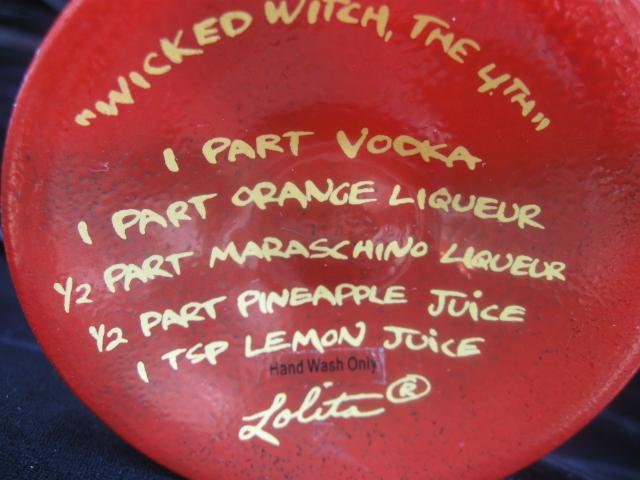 "WICKED WITCH, THE 4TH"
1 PART VODKA
1 PART ORANGE LIQUEUR
1/2 PART MARASCHINO LIQUEUR
1/2 PART PINEAPPLE JUICE
1 TSP LEMON JUICE
Hand Wash Only
Lolita®